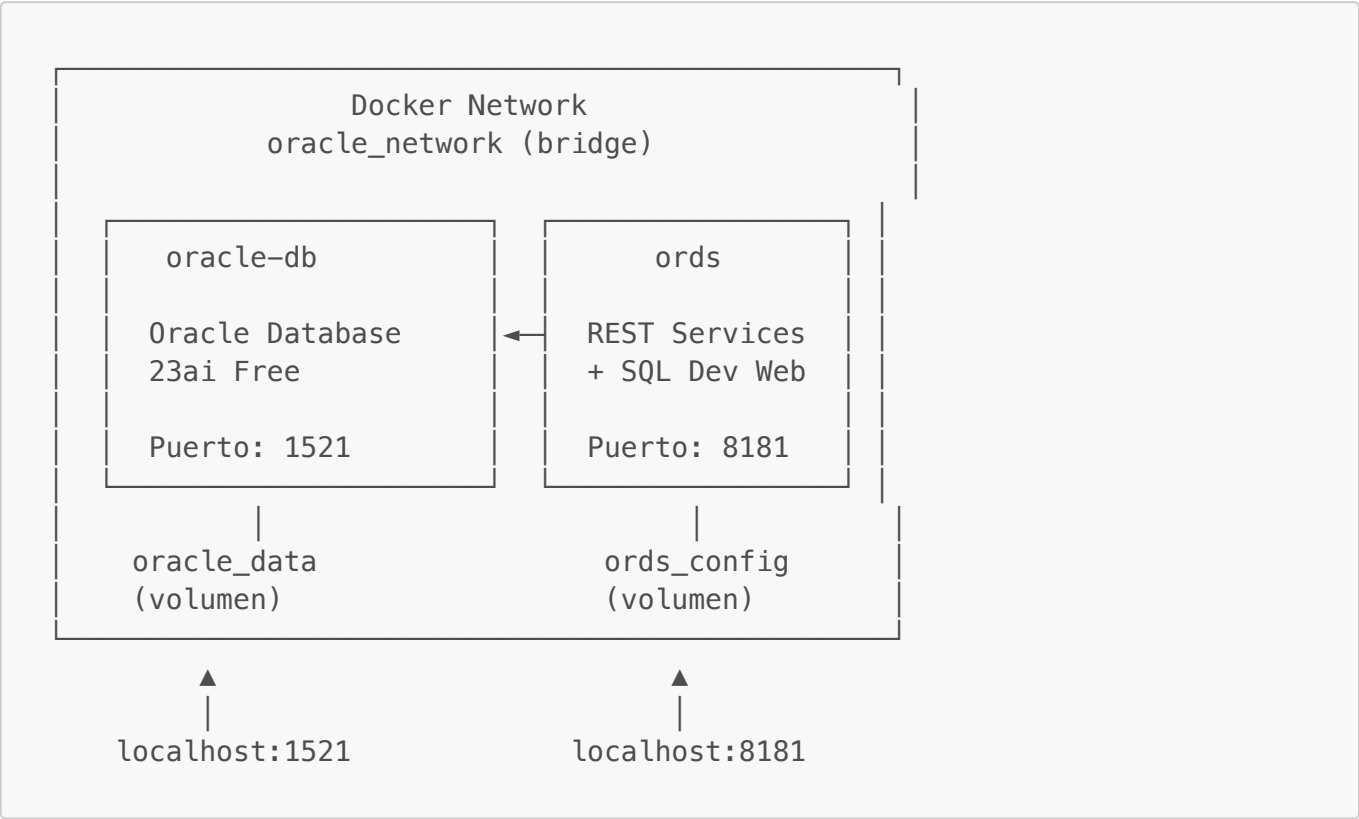 Docker Network
oracle_network (bridge)
oracle-db ords
Oracle Database REST Services
23ai Free + SQL Dev Web
Puerto: 1521 Puerto: 8181
oracle_data ords_config
(volumen) (volumen)
localhost:1521 localhost:8181